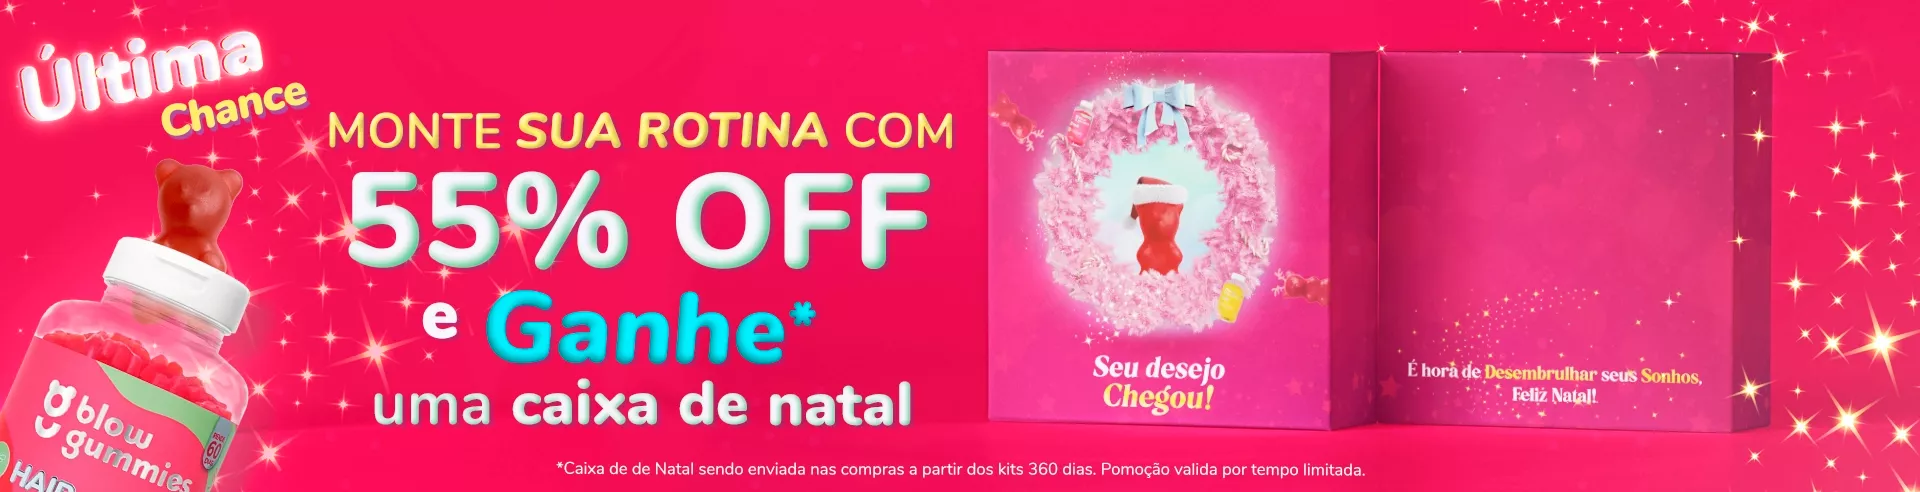 Última
Chance
MONTE SUA ROTINA COM
55% OFF
e Ganhe*
uma caixa de natal
*Caixa de de Natal sendo enviada nas compras a partir dos kits 360 dias. Pomoção valida por tempo limitada.
blow
gummies
HAIR
60
Seu desejo
Chegou!
É hora de Desembrulhar seus Sonhos,
Feliz Natal!